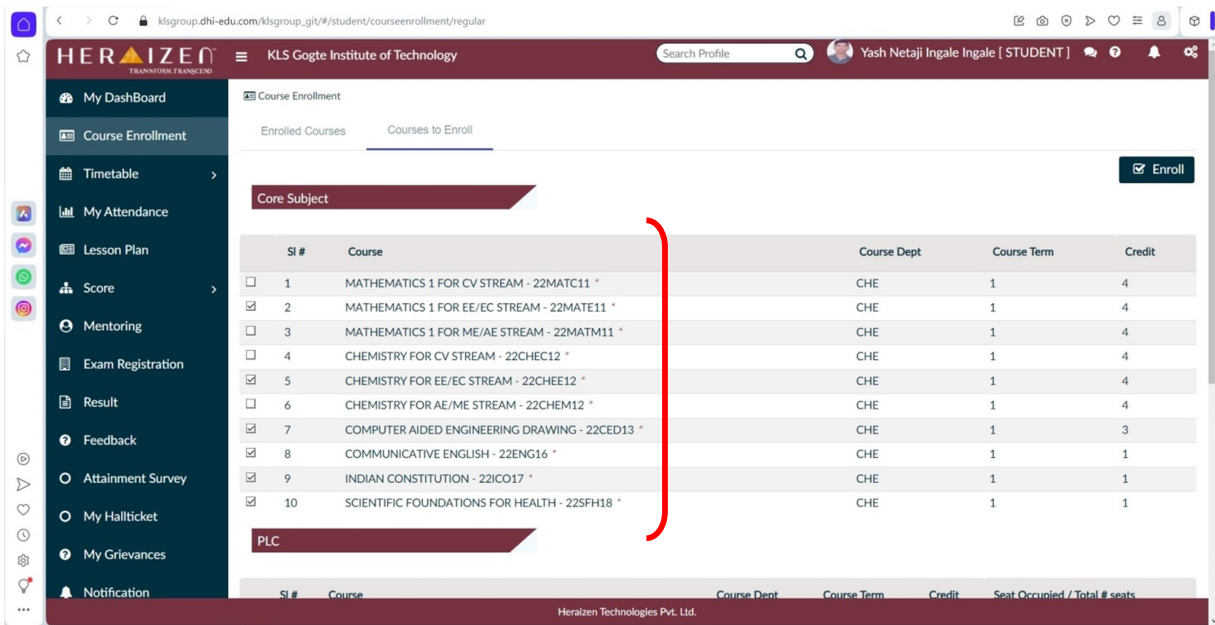 klsgroup.dhi-edu.com/klsgroup_git/#/student/courseenrollment/regular
HERAIZEN
TRANSFORM.TRANSCEND
KLS Gogte Institute of Technology
Search Profile
Yash Netaji Ingale Ingale [ STUDENT ]
My DashBoard
Course Enrollment
Timetable
My Attendance
Lesson Plan
Score
Mentoring
Exam Registration
Result
Feedback
Attainment Survey
My Hallticket
My Grievances
Notification
Course Enrollment
Enrolled Courses Courses to Enroll
Enroll
Core Subject
Sl # Course Course Dept Course Term Credit
1 MATHEMATICS 1 FOR CV STREAM - 22MATC11 * CHE 1 4
2 MATHEMATICS 1 FOR EE/EC STREAM - 22MATE11 * CHE 1 4
3 MATHEMATICS 1 FOR ME/AE STREAM - 22MATM11 * CHE 1 4
4 CHEMISTRY FOR CV STREAM - 22CHEC12 * CHE 1 4
5 CHEMISTRY FOR EE/EC STREAM - 22CHEE12 * CHE 1 4
6 CHEMISTRY FOR AE/ME STREAM - 22CHEM12 * CHE 1 4
7 COMPUTER AIDED ENGINEERING DRAWING - 22CED13 * CHE 1 3
8 COMMUNICATIVE ENGLISH - 22ENG16 * CHE 1 1
9 INDIAN CONSTITUTION - 22ICO17 * CHE 1 1
10 SCIENTIFIC FOUNDATIONS FOR HEALTH - 22SFH18 * CHE 1 1
PLC
Sl # Course Course Dept Course Term Credit Seat Occupied / Total # seats
Heraizen Technologies Pvt. Ltd.